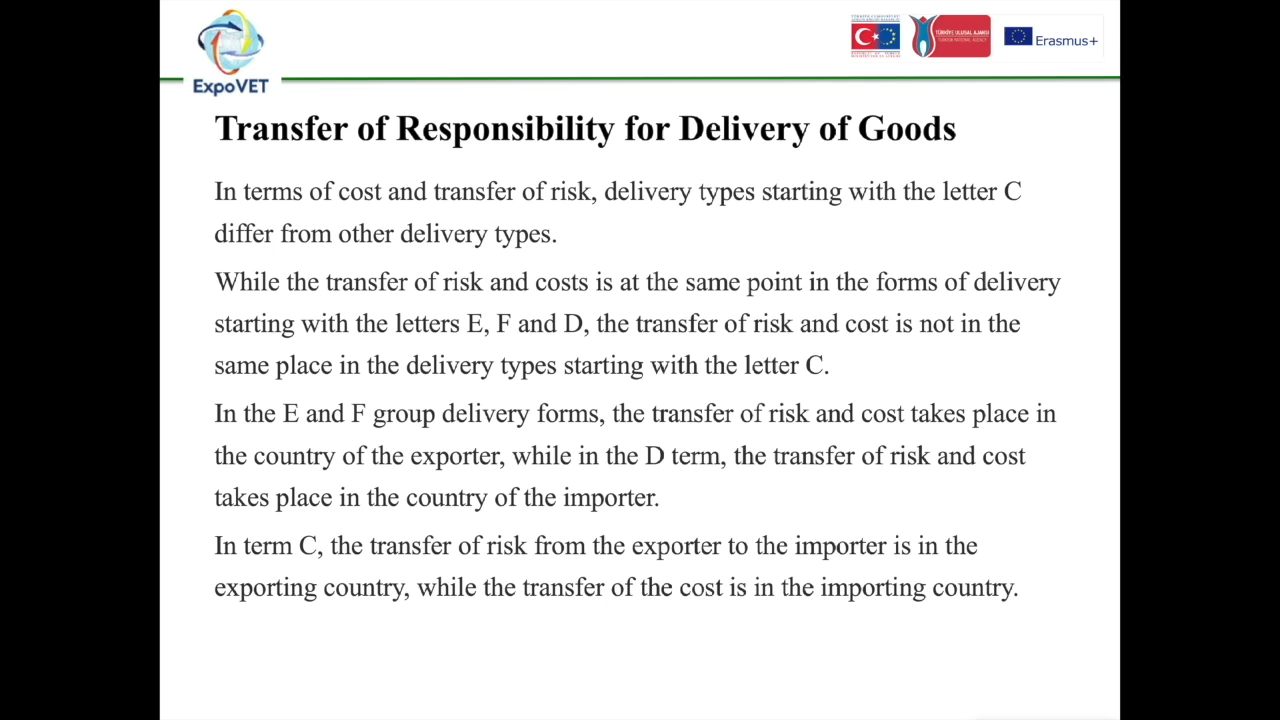 ExpoVET
TÜRKİYE ULUSAL AJANSI
TURKISH NATIONAL AGENCY
Erasmus+
Transfer of Responsibility for Delivery of Goods
In terms of cost and transfer of risk, delivery types starting with the letter C
differ from other delivery types.
While the transfer of risk and costs is at the same point in the forms of delivery
starting with the letters E, F and D, the transfer of risk and cost is not in the
same place in the delivery types starting with the letter C.
In the E and F group delivery forms, the transfer of risk and cost takes place in
the country of the exporter, while in the D term, the transfer of risk and cost
takes place in the country of the importer.
In term C, the transfer of risk from the exporter to the importer is in the
exporting country, while the transfer of the cost is in the importing country.